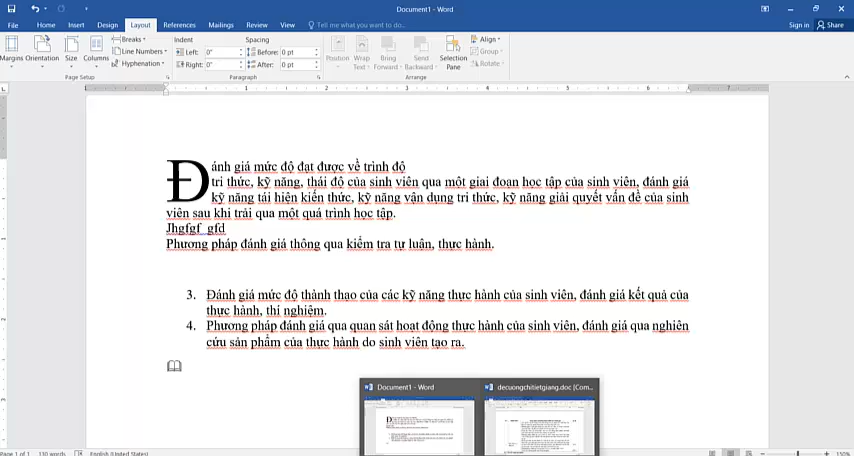 Document1 - Word
Sign in
Share
File
Home
Insert
Design
Layout
References
Mailings
Review
View
Tell me what you want to do...
Margins
Orientation
Size
Columns
Breaks
Line Numbers
Hyphenation
Page Setup
Indent
Left: 0"
Right: 0"
Spacing
Before: 0 pt
After: 0 pt
Paragraph
Position
Wrap Text
Bring Forward
Send Backward
Selection Pane
Align
Group
Rotate
Arrange
Đánh giá mức độ đạt được về trình độ
tri thức, kỹ năng, thái độ của sinh viên qua một giai đoạn học tập của sinh viên, đánh giá
kỹ năng tái hiện kiến thức, kỹ năng vận dụng tri thức, kỹ năng giải quyết vấn đề của sinh
viên sau khi trải qua một quá trình học tập.
Jhgfgf gfd
Phương pháp đánh giá thông qua kiểm tra tự luận, thực hành.
3. Đánh giá mức độ thành thạo của các kỹ năng thực hành của sinh viên, đánh giá kết quả của
thực hành, thí nghiệm.
4. Phương pháp đánh giá qua quan sát hoạt động thực hành của sinh viên, đánh giá qua nghiên
cứu sản phẩm của thực hành do sinh viên tạo ra.
Document1 - Word
decuongchitietgiang.doc [Com...
Page 1 of 1
130 words
English (United States)
150%